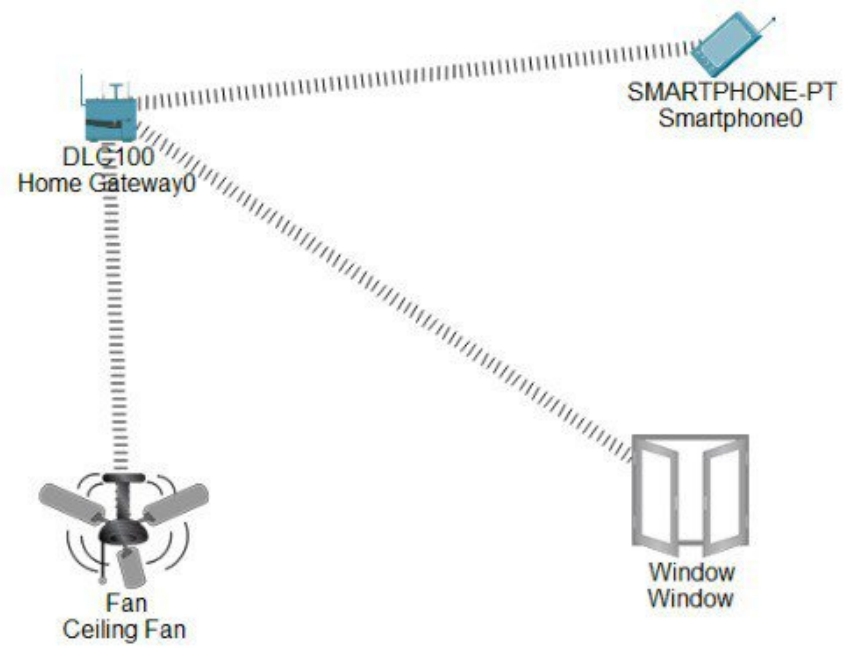 SMARTPHONE-PT
Smartphone0
DLC100
Home Gateway0
Window
Window
Fan
Ceiling Fan